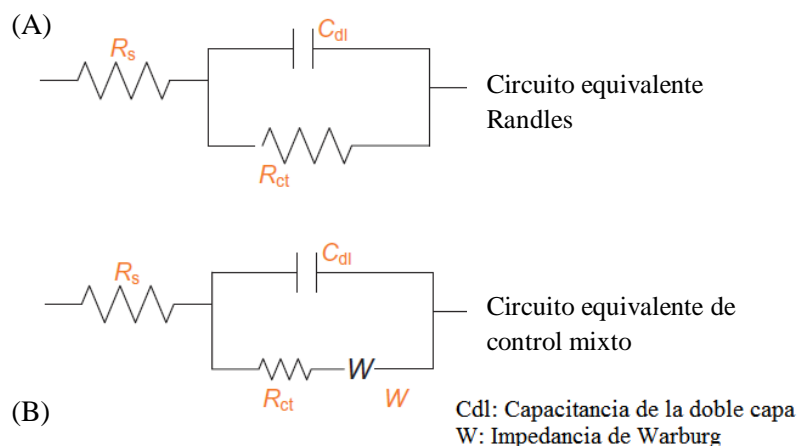 (A)
Rs
Cdl
Rct
Circuito equivalente
Randles
Rs
Cdl
Rct
W
W
Circuito equivalente de
control mixto
(B)
Cdl: Capacitancia de la doble capa
W: Impedancia de Warburg